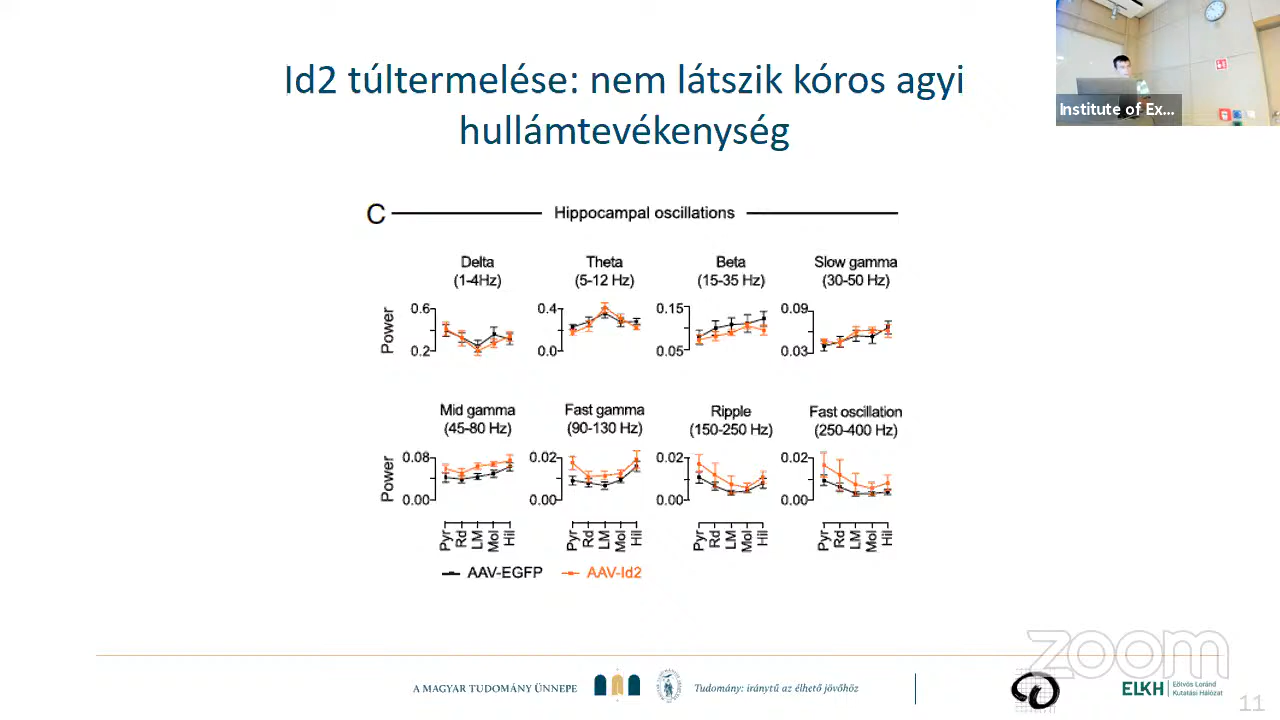 Id2 túltermelése: nem látszik kóros agyi
hullámtevékenység
Institute of Ex...
C
Hippocampal oscillations
Delta
(1-4Hz)
Theta
(5-12 Hz)
Beta
(15-35 Hz)
Slow gamma
(30-50 Hz)
Power
0.6
0.2
0.4
0.0
0.15
0.05
0.09
0.03
Mid gamma
(45-80 Hz)
Fast gamma
(90-130 Hz)
Ripple
(150-250 Hz)
Fast oscillation
(250-400 Hz)
Power
0.08
0.00
0.02
0.00
0.02
0.00
0.02
0.00
Pyr Rd LM Mol Hil
Pyr Rd LM Mol Hil
Pyr Rd LM Mol Hil
Pyr Rd LM Mol Hil
AAV-EGFP AAV-Id2
zoom
A MAGYAR TUDOMÁNY ÜNNEPE
Tudomány: iránytű az élhető jövőhöz
ELKH
Eötvös Loránd
Kutatási Hálózat
11